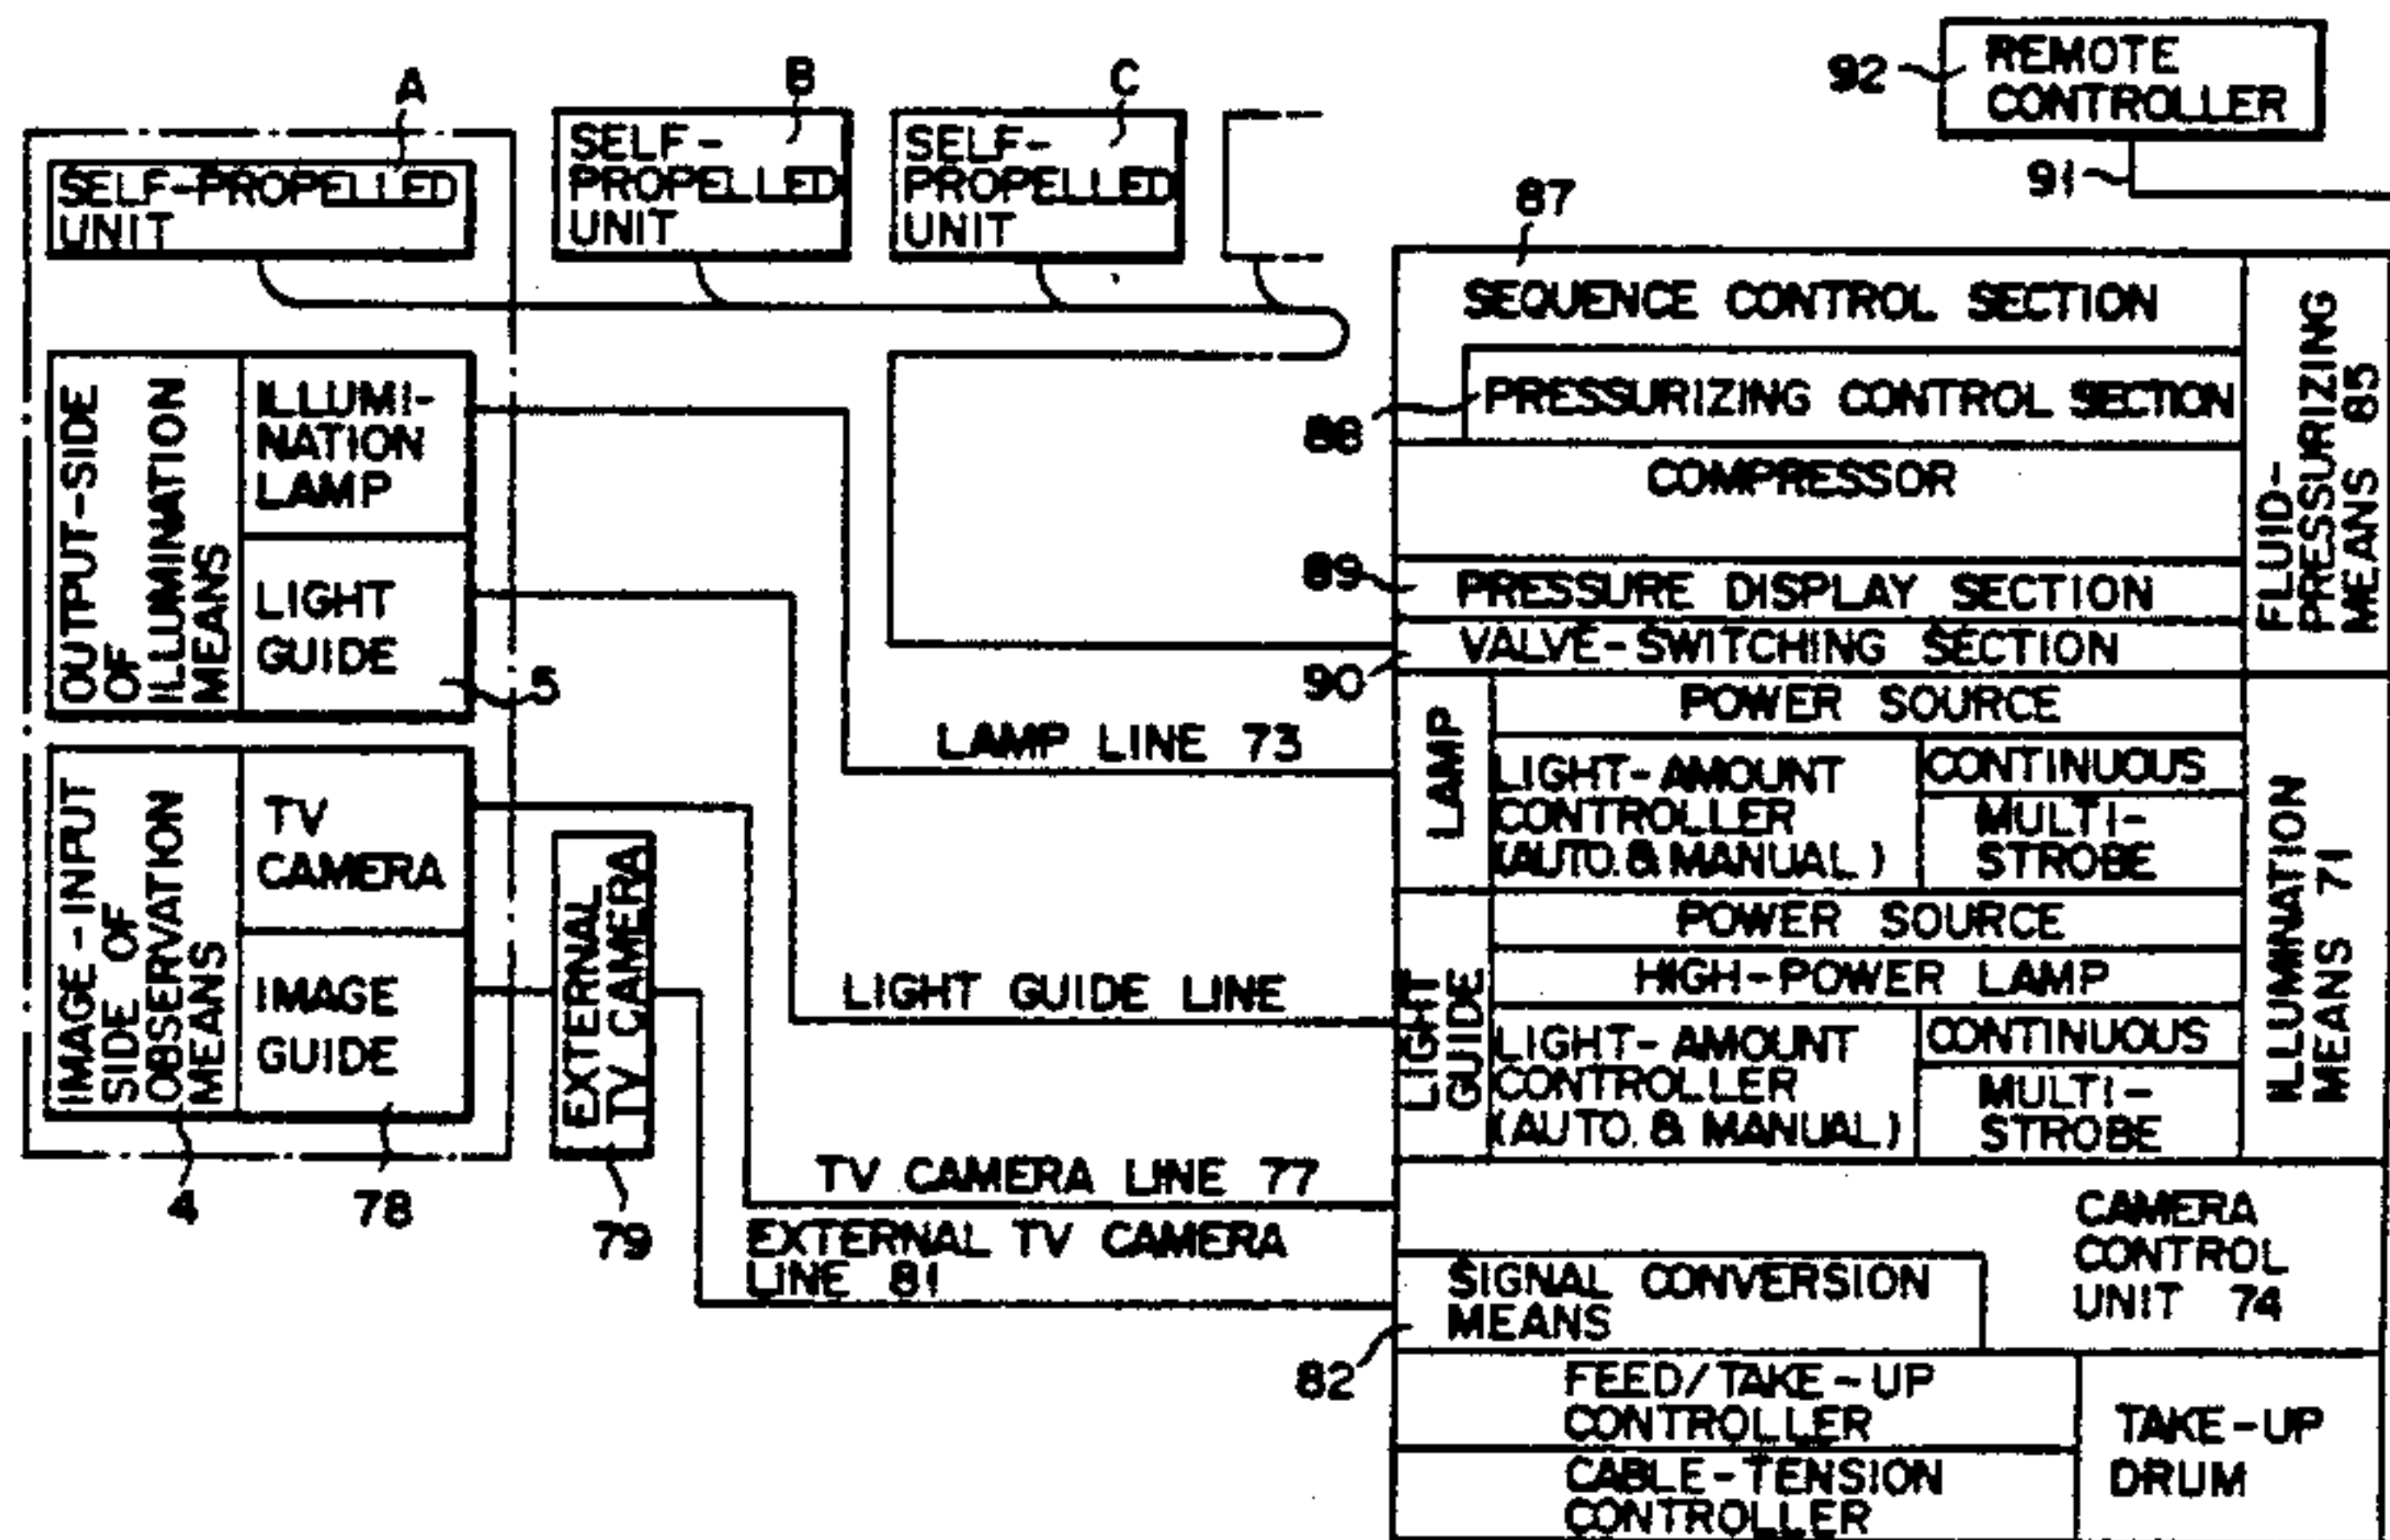 A
SELF-PROPELLED
UNIT
B
SELF-
PROPELLED
UNIT
C
SELF-
PROPELLED
UNIT
92
REMOTE
CONTROLLER
91
OUTPUT-SIDE
OF
ILLUMINATION
MEANS
ILLUMI-
NATION
LAMP
LIGHT
GUIDE
5
IMAGE-INPUT
SIDE OF
OBSERVATION
MEANS
4
TV
CAMERA
IMAGE
GUIDE
78
EXTERNAL
TV CAMERA
79
LAMP LINE 73
LIGHT GUIDE LINE
TV CAMERA LINE 77
EXTERNAL TV CAMERA
LINE 81
87
SEQUENCE CONTROL SECTION
88
PRESSURIZING CONTROL SECTION
COMPRESSOR
89
PRESSURE DISPLAY SECTION
90
VALVE-SWITCHING SECTION
FLUID-
PRESSURIZING
MEANS 85
LAMP
POWER SOURCE
LIGHT-AMOUNT
CONTROLLER
(AUTO. & MANUAL)
CONTINUOUS
MULTI-
STROBE
LIGHT
GUIDE
POWER SOURCE
HIGH-POWER LAMP
LIGHT-AMOUNT
CONTROLLER
(AUTO. & MANUAL)
CONTINUOUS
MULTI-
STROBE
ILLUMINATION
MEANS 71
CAMERA
CONTROL
UNIT 74
SIGNAL CONVERSION
MEANS
82
FEED/TAKE-UP
CONTROLLER
CABLE-TENSION
CONTROLLER
TAKE-UP
DRUM